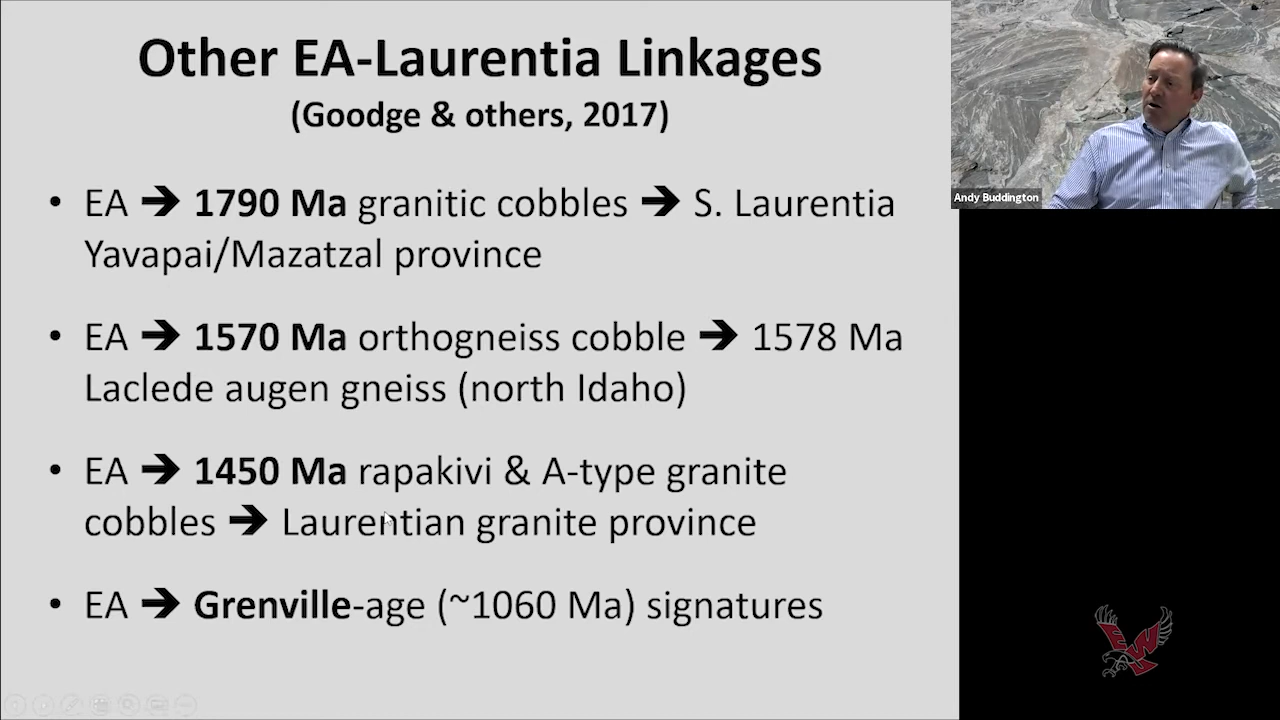 Other EA-Laurentia Linkages
(Goodge & others, 2017)
• EA ➔ 1790 Ma granitic cobbles ➔ S. Laurentia
Yavapai/Mazatzal province
• EA ➔ 1570 Ma orthogneiss cobble ➔ 1578 Ma
Laclede augen gneiss (north Idaho)
• EA ➔ 1450 Ma rapakivi & A-type granite
cobbles ➔ Laurentian granite province
• EA ➔ Grenville-age (~1060 Ma) signatures
Andy Buddington
EWU